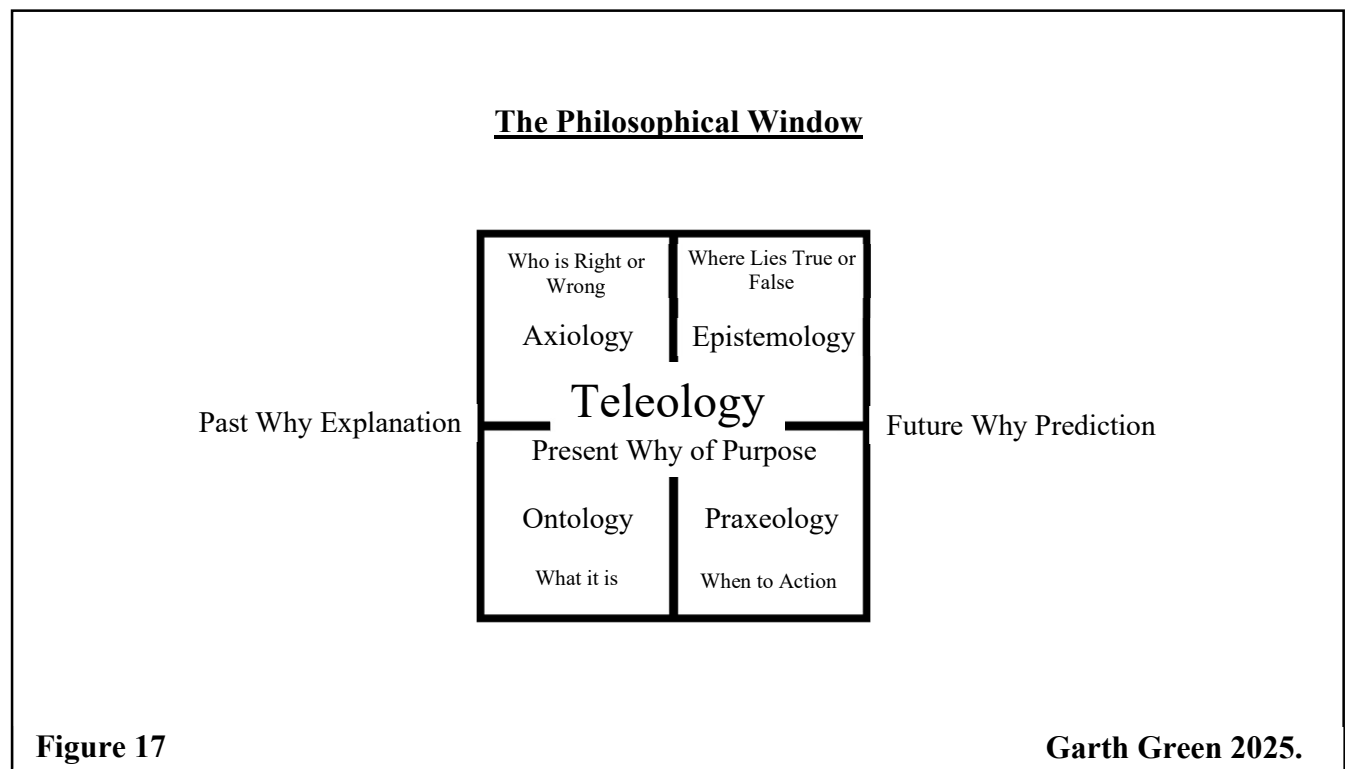 The Philosophical Window
Who is Right or
Wrong
Where Lies True or
False
Axiology
Epistemology
Teleology
Past Why Explanation
Future Why Prediction
Present Why of Purpose
Ontology
Praxeology
What it is
When to Action
Figure 17
Garth Green 2025.